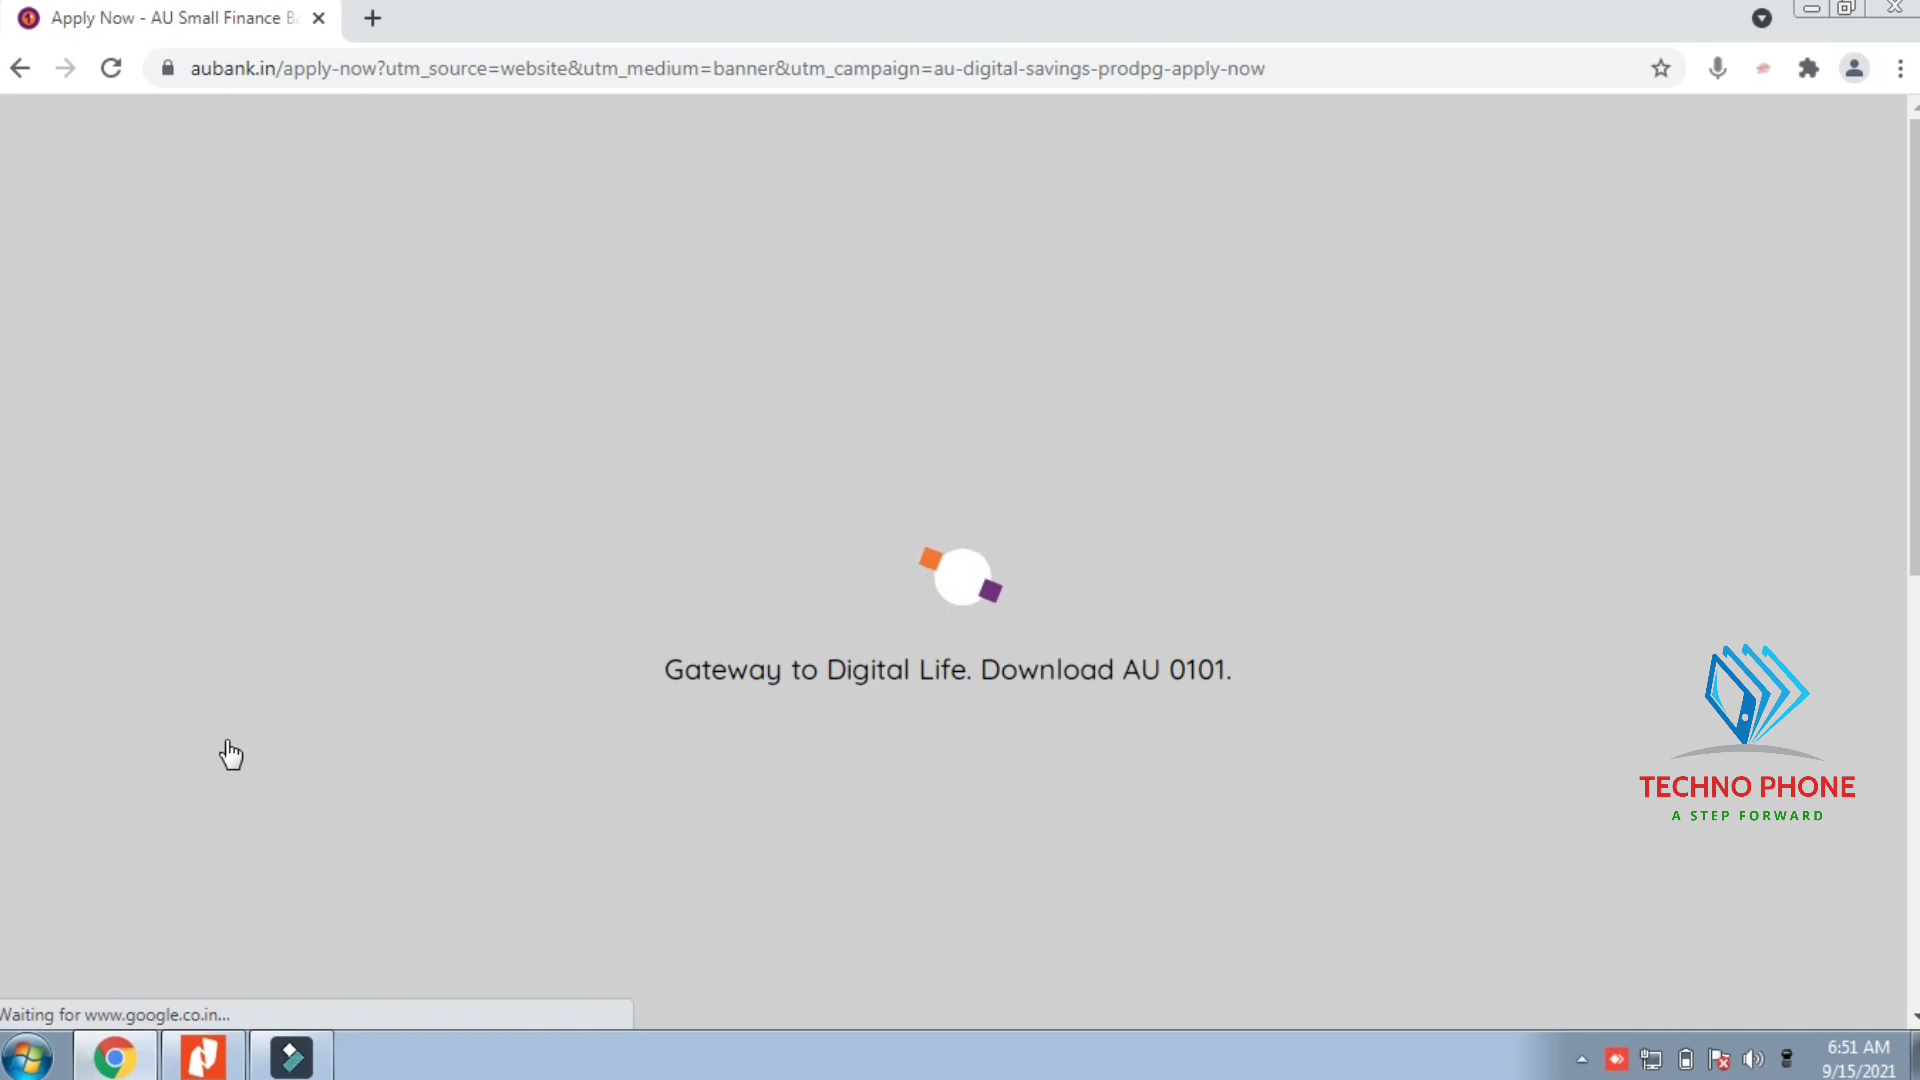 Apply Now - AU Small Finance Ba
aubank.in/apply-now?utm_source=website&utm_medium=banner&utm_campaign=au-digital-savings-prodpg-apply-now
Gateway to Digital Life. Download AU 0101.
TECHNO PHONE
A STEP FORWARD
Waiting for www.google.co.in...
6:51 AM
9/15/2021